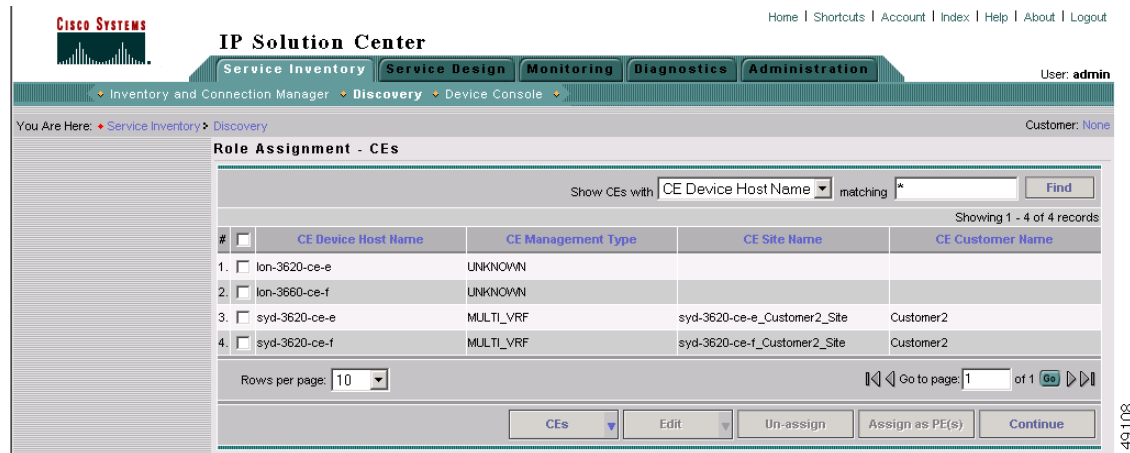 Home | Shortcuts | Account | Index | Help | About | Logout
CISCO SYSTEMS
IP Solution Center
Service Inventory Service Design Monitoring Diagnostics Administration
User: admin
Inventory and Connection Manager Discovery Device Console
You Are Here: Service Inventory Discovery
Customer: None
Role Assignment - CEs
Show CEs with CE Device Host Name matching * Find
Showing 1 - 4 of 4 records
# CE Device Host Name CE Management Type CE Site Name CE Customer Name
1. lon-3620-ce-e UNKNOWN
2. lon-3660-ce-f UNKNOWN
3. syd-3620-ce-e MULTI_VRF syd-3620-ce-e_Customer2_Site Customer2
4. syd-3620-ce-f MULTI_VRF syd-3620-ce-f_Customer2_Site Customer2
Rows per page: 10
Go to page: 1 of 1 Go
CEs Edit Un-assign Assign as PE(s) Continue
49108